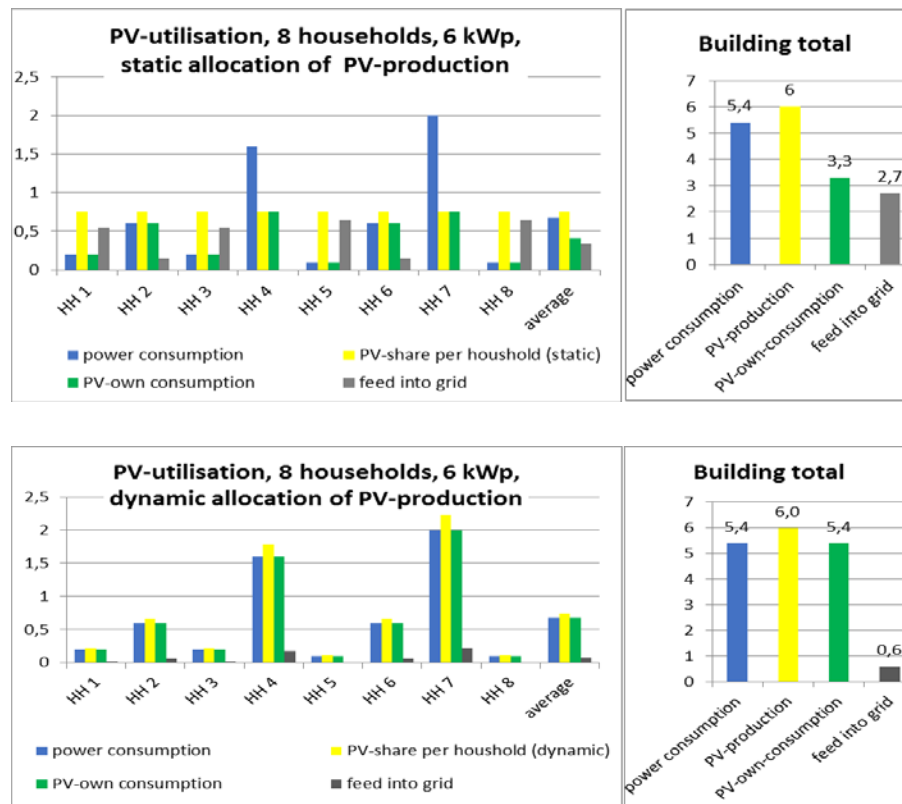 PV-utilisation, 8 households, 6 kWp,
static allocation of PV-production
2,5
2
1,5
1
0,5
0
HH 1
HH 2
HH 3
HH 4
HH 5
HH 6
HH 7
HH 8
average
power consumption
PV-share per houshold (static)
PV-own consumption
feed into grid
Building total
7
6
5
4
3
2
1
0
5,4
6
3,3
2,7
power consumption
PV-production
PV-own-consumption
feed into grid
PV-utilisation, 8 households, 6 kWp,
dynamic allocation of PV-production
2,5
2
1,5
1
0,5
0
HH 1
HH 2
HH 3
HH 4
HH 5
HH 6
HH 7
HH 8
average
power consumption
PV-share per houshold (dynamic)
PV-own consumption
feed into grid
Building total
7
6
5
4
3
2
1
0
5,4
6,0
5,4
0,6
power consumption
PV-production
PV-own-consumption
feed into grid